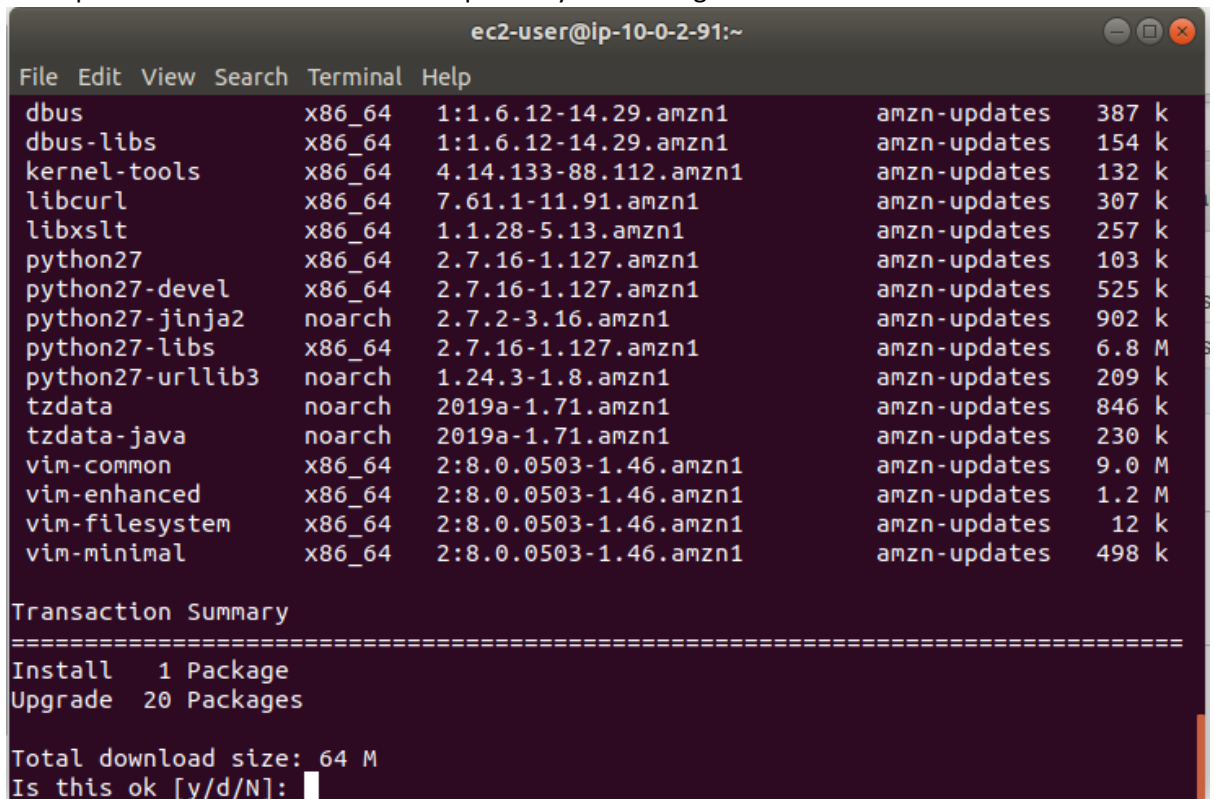 ec2-user@ip-10-0-2-91:~
File Edit View Search Terminal Help
dbus x86_64 1:1.6.12-14.29.amzn1 amzn-updates 387 k
dbus-libs x86_64 1:1.6.12-14.29.amzn1 amzn-updates 154 k
kernel-tools x86_64 4.14.133-88.112.amzn1 amzn-updates 132 k
libcurl x86_64 7.61.1-11.91.amzn1 amzn-updates 307 k
libxslt x86_64 1.1.28-5.13.amzn1 amzn-updates 257 k
python27 x86_64 2.7.16-1.127.amzn1 amzn-updates 103 k
python27-devel x86_64 2.7.16-1.127.amzn1 amzn-updates 525 k
python27-jinja2 noarch 2.7.2-3.16.amzn1 amzn-updates 902 k
python27-libs x86_64 2.7.16-1.127.amzn1 amzn-updates 6.8 M
python27-urllib3 noarch 1.24.3-1.8.amzn1 amzn-updates 209 k
tzdata noarch 2019a-1.71.amzn1 amzn-updates 846 k
tzdata-java noarch 2019a-1.71.amzn1 amzn-updates 230 k
vim-common x86_64 2:8.0.0503-1.46.amzn1 amzn-updates 9.0 M
vim-enhanced x86_64 2:8.0.0503-1.46.amzn1 amzn-updates 1.2 M
vim-filesystem x86_64 2:8.0.0503-1.46.amzn1 amzn-updates 12 k
vim-minimal x86_64 2:8.0.0503-1.46.amzn1 amzn-updates 498 k
Transaction Summary
================================================================================
Install 1 Package
Upgrade 20 Packages
Total download size: 64 M
Is this ok [y/d/N]: